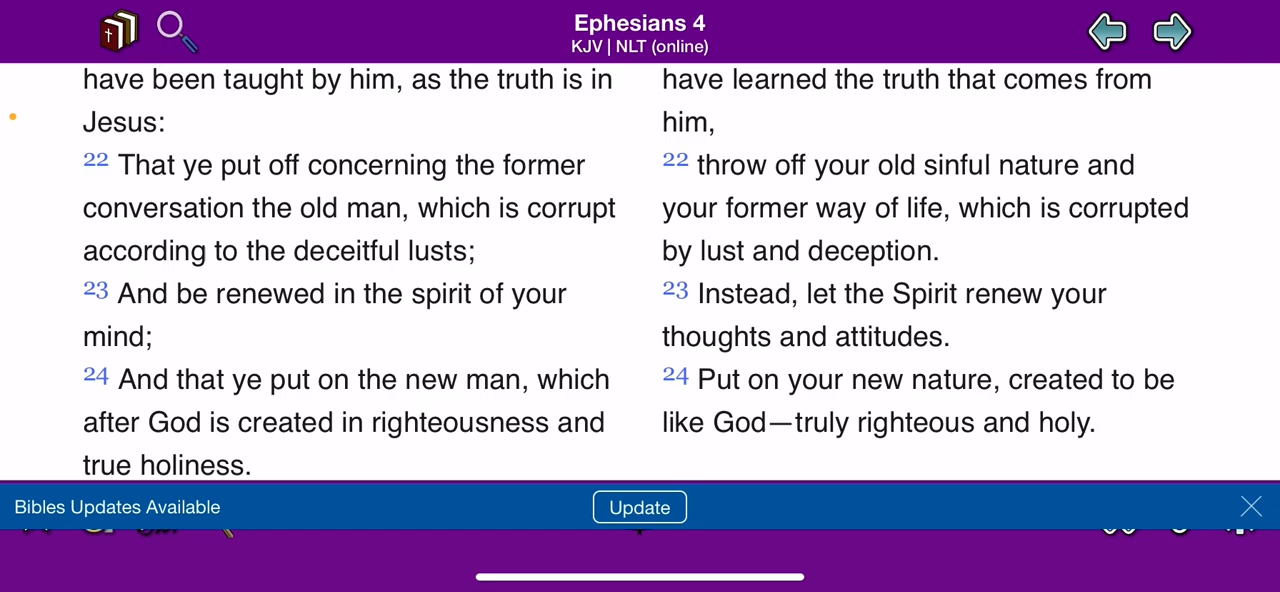 Ephesians 4
KJV | NLT (online)
have been taught by him, as the truth is in
Jesus:
22 That ye put off concerning the former
conversation the old man, which is corrupt
according to the deceitful lusts;
23 And be renewed in the spirit of your
mind;
24 And that ye put on the new man, which
after God is created in righteousness and
true holiness.
have learned the truth that comes from
him,
22 throw off your old sinful nature and
your former way of life, which is corrupted
by lust and deception.
23 Instead, let the Spirit renew your
thoughts and attitudes.
24 Put on your new nature, created to be
like God—truly righteous and holy.
Bibles Updates Available
Update